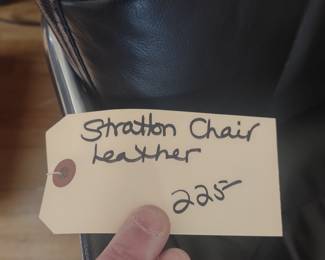 Stratton Chair
Leather
225-